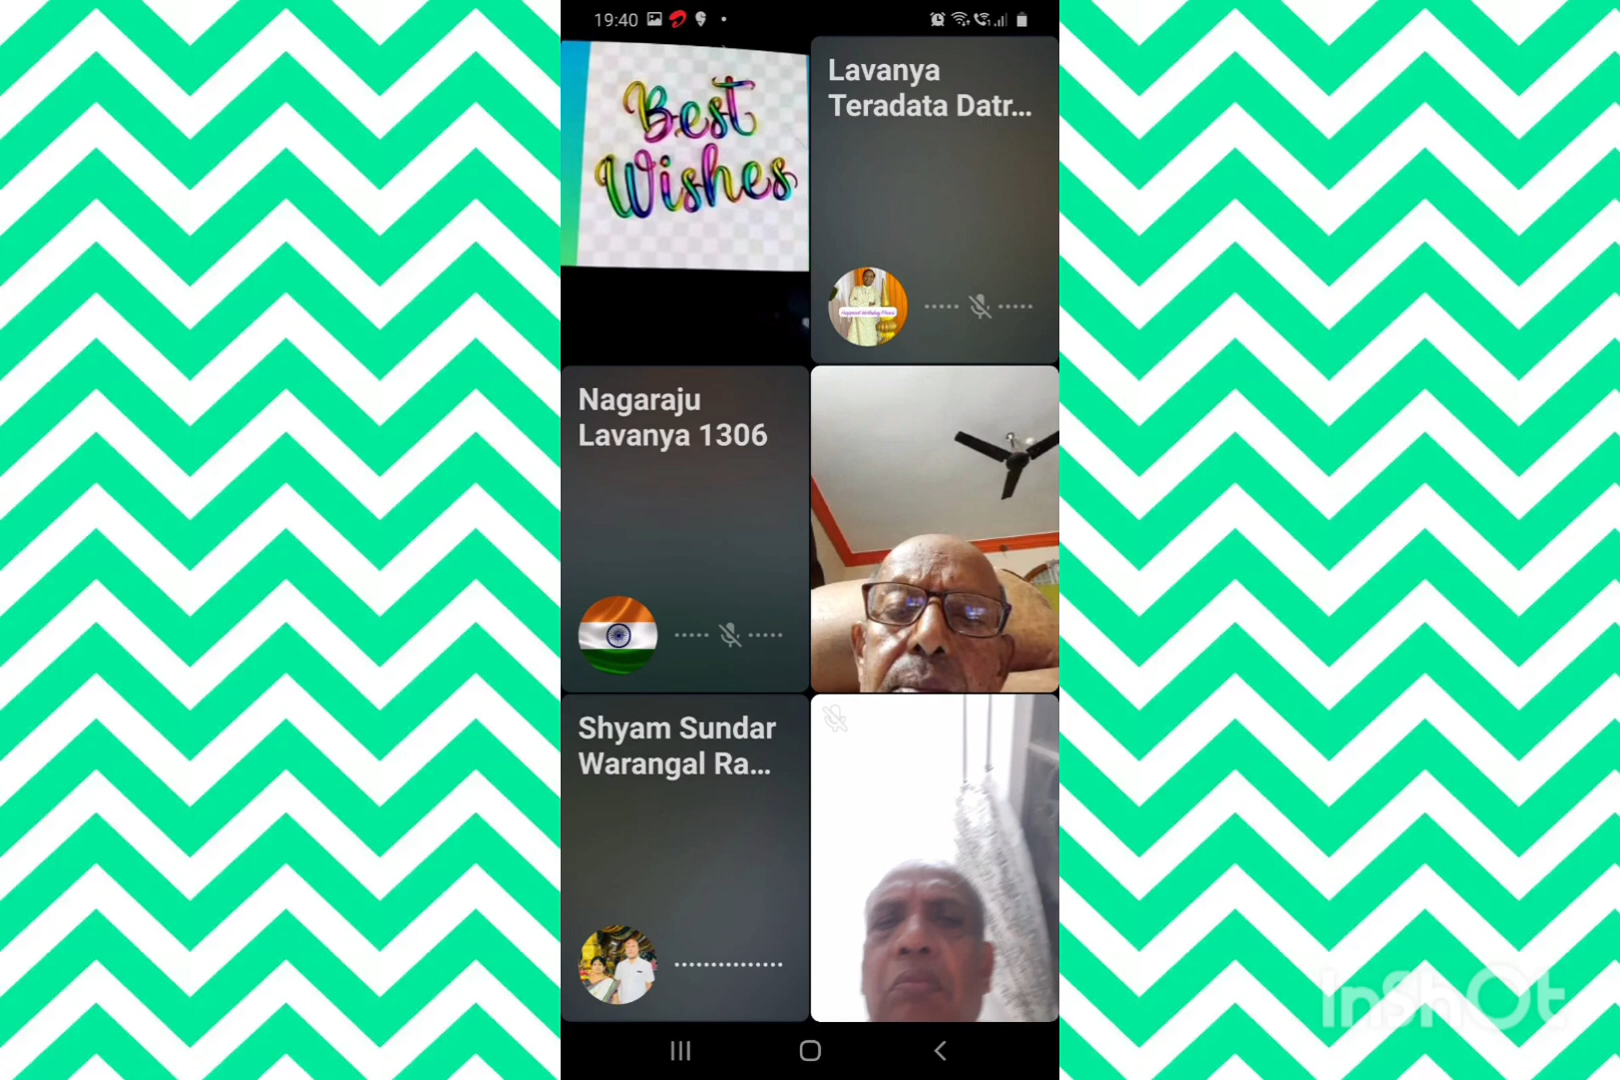 19:40
Best
Wishes
Lavanya
Teradata Datr...
Nagaraju
Lavanya 1306
Shyam Sundar
Warangal Ra...
InShOt